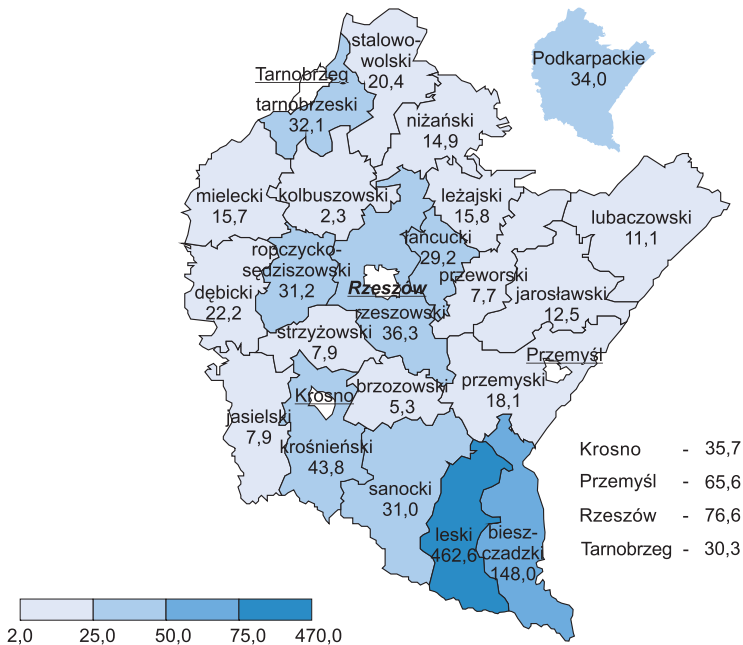 stalowo-
wolski
20,4
Podkarpackie
34,0
Tarnobrzeg
tarnobrzeski
32,1
niżański
14,9
mielecki
15,7
kolbuszowski
2,3
leżajski
15,8
lubaczowski
11,1
łańcucki
29,2
ropczycko-
sędziszowski
31,2
przeworski
7,7
dębicki
22,2
Rzeszów
rzeszowski
36,3
jarosławski
12,5
strzyżowski
7,9
Przemyśl
Krosno
brzozowski
5,3
przemyski
18,1
jasielski
7,9
krośnieński
43,8
sanocki
31,0
leski
462,6
biesz-
czadzki
148,0
Krosno - 35,7
Przemyśl - 65,6
Rzeszów - 76,6
Tarnobrzeg - 30,3
2,0 25,0 50,0 75,0 470,0